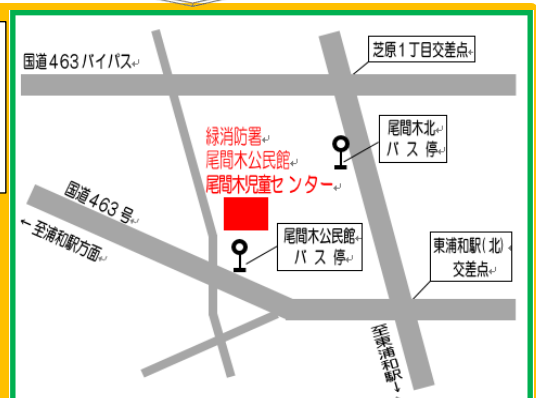 国道463バイパス
芝原1丁目交差点
尾間木北
バス停
緑消防署
尾間木公民館
尾間木児童センター
国道463号
← 至浦和駅方面
尾間木公民館
バス停
東浦和駅(北)
交差点
至東浦和駅→